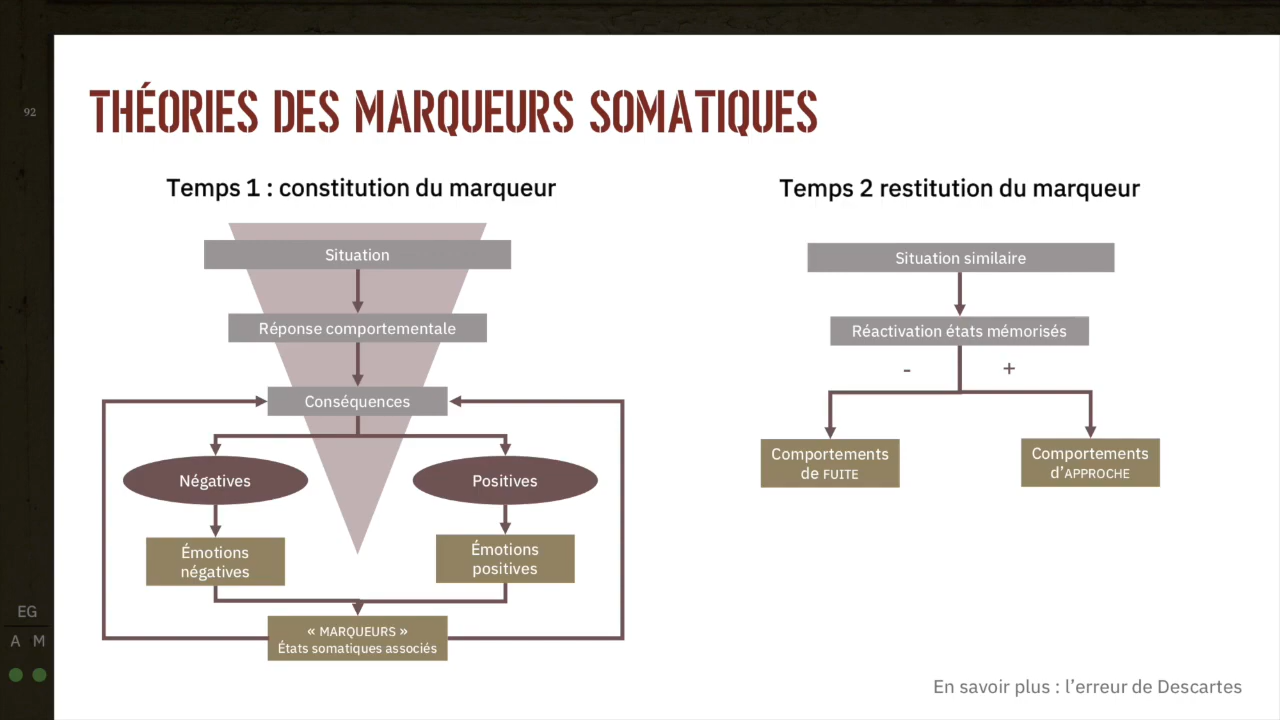 92
THÉORIES DES MARQUEURS SOMATIQUES
Temps 1 : constitution du marqueur
Situation
Réponse comportementale
Conséquences
Négatives
Positives
Émotions
négatives
Émotions
positives
« MARQUEURS »
États somatiques associés
Temps 2 restitution du marqueur
Situation similaire
Réactivation états mémorisés
- +
Comportements
de FUITE
Comportements
d’APPROCHE
EG
A M
En savoir plus : l’erreur de Descartes